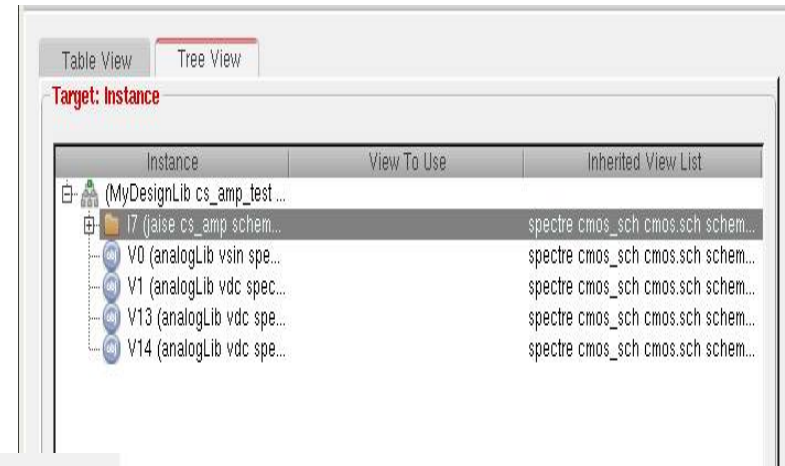 Table View Tree View
Target: Instance
Instance View To Use Inherited View List
(MyDesignLib cs_amp_test ...
I7 (jaise cs_amp schem... spectre cmos_sch cmos.sch schem...
V0 (analogLib vsin spe... spectre cmos_sch cmos.sch schem...
V1 (analogLib vdc spec... spectre cmos_sch cmos.sch schem...
V13 (analogLib vdc spe... spectre cmos_sch cmos.sch schem...
V14 (analogLib vdc spe... spectre cmos_sch cmos.sch schem...